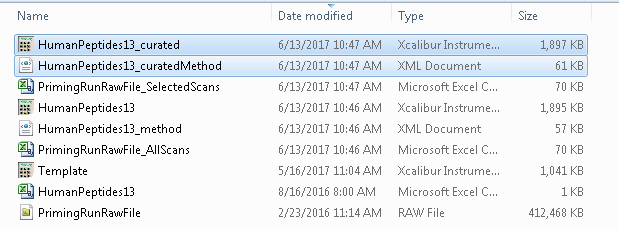 Name Date modified Type Size
HumanPeptides13_curated 6/13/2017 10:47 AM Xcalibur Instrume... 1,897 KB
HumanPeptides13_curatedMethod 6/13/2017 10:47 AM XML Document 61 KB
PrimingRunRawFile_SelectedScans 6/13/2017 10:47 AM Microsoft Excel C... 70 KB
HumanPeptides13 6/13/2017 10:46 AM Xcalibur Instrume... 1,895 KB
HumanPeptides13_method 6/13/2017 10:46 AM XML Document 57 KB
PrimingRunRawFile_AllScans 6/13/2017 10:46 AM Microsoft Excel C... 70 KB
Template 5/16/2017 11:04 AM Xcalibur Instrume... 1,041 KB
HumanPeptides13 8/16/2016 8:00 AM Microsoft Excel C... 1 KB
PrimingRunRawFile 2/23/2016 11:14 AM RAW File 412,468 KB